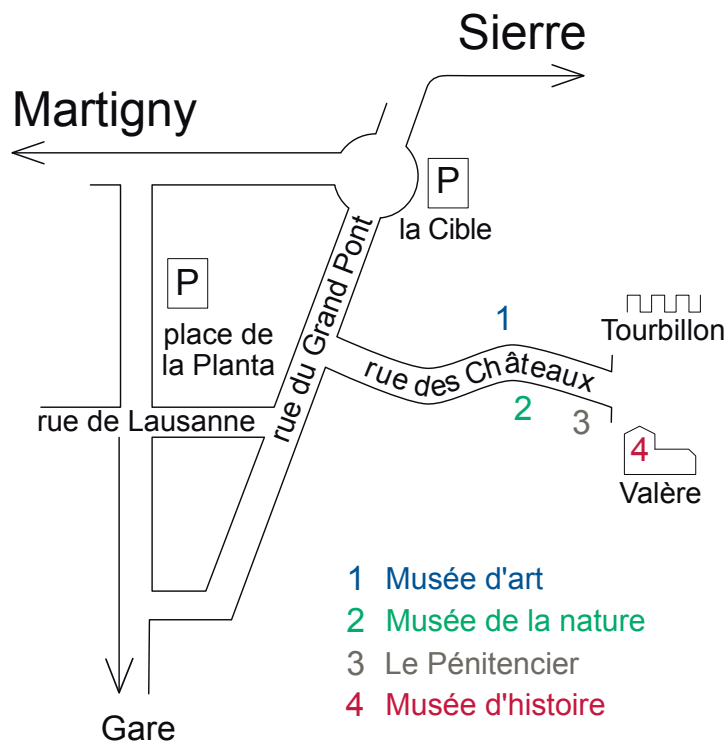 Sierre
Martigny
P
la Cible
P
place de
la Planta
rue du Grand Pont
1
Tourbillon
rue des Châteaux
rue de Lausanne
2
3
4
Valère
1 Musée d'art
2 Musée de la nature
3 Le Pénitencier
4 Musée d'histoire
Gare